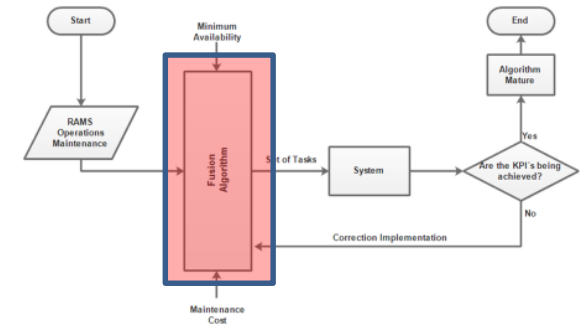 Start
Minimum
Availability
End
Algorithm
Mature
RAMS
Operations
Maintenance
Fusion
Algorithm
Set of Tasks
System
Are the KPI´s being
achieved?
Yes
No
Correction Implementation
Maintenance
Cost